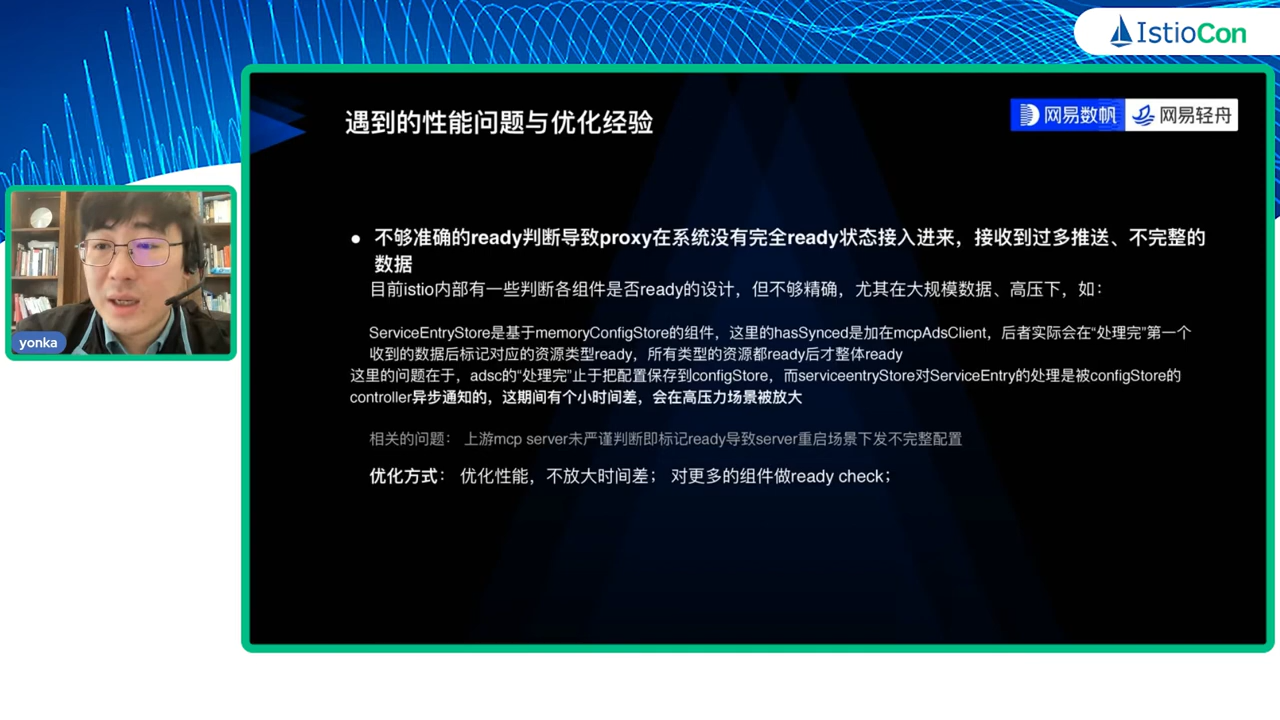 IstioCon
遇到的性能问题与优化经验
网易数帆
网易轻舟
● 不够准确的ready判断导致proxy在系统没有完全ready状态接入进来，接收到过多推送、不完整的
数据
目前istio内部有一些判断各组件是否ready的设计，但不够精确，尤其在大规模数据、高压下，如：
ServiceEntryStore是基于memoryConfigStore的组件，这里的hasSynced是加在mcpAdsClient，后者实际会在“处理完”第一个
收到的数据后标记对应的资源类型ready，所有类型的资源都ready后才整体ready
这里的问题在于，adsc的“处理完”止于把配置保存到configStore，而serviceentryStore对ServiceEntry的处理是被configStore的
controller异步通知的，这期间有个小时间差，会在高压力场景被放大
相关的问题： 上游mcp server未严谨判断即标记ready导致server重启场景下发不完整配置
优化方式： 优化性能，不放大时间差； 对更多的组件做ready check；
yonka